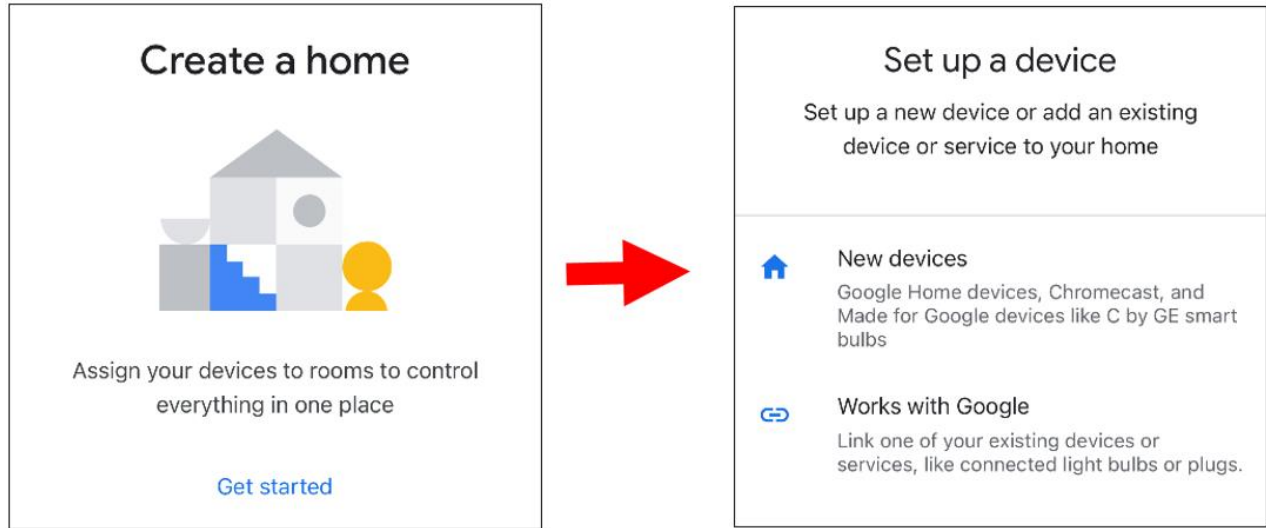 Create a home
Assign your devices to rooms to control
everything in one place
Get started
Set up a device
Set up a new device or add an existing
device or service to your home
New devices
Google Home devices, Chromecast, and
Made for Google devices like C by GE smart
bulbs
Works with Google
Link one of your existing devices or
services, like connected light bulbs or plugs.